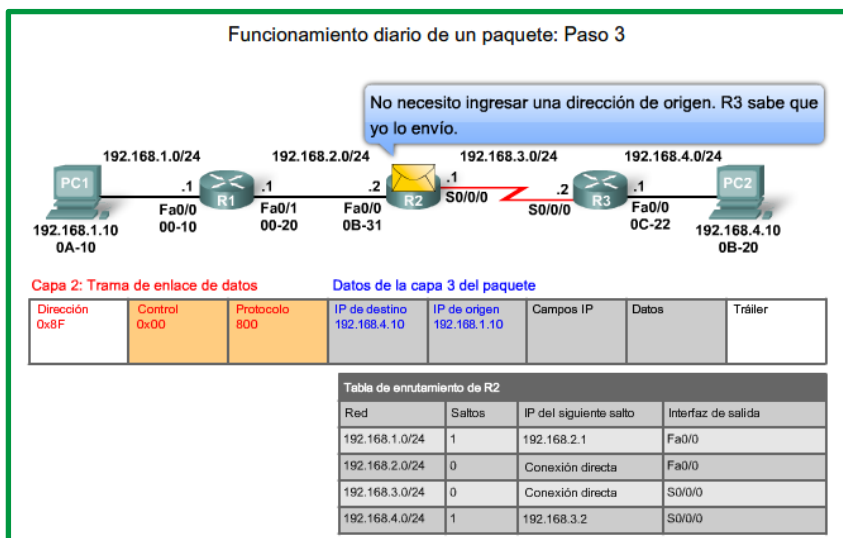 Funcionamiento diario de un paquete: Paso 3
No necesito ingresar una dirección de origen. R3 sabe que
yo lo envío.
192.168.1.0/24 192.168.2.0/24 192.168.3.0/24 192.168.4.0/24
PC1 .1 R1 .1 .2 R2 .1 .2 R3 .1 PC2
S0/0/0
Fa0/0 Fa0/1 Fa0/0 S0/0/0 Fa0/0
192.168.1.10 00-10 00-20 0B-31 0C-22 192.168.4.10
0A-10 0B-20
Capa 2: Trama de enlace de datos Datos de la capa 3 del paquete
Dirección Control Protocolo IP de destino IP de origen Campos IP Datos Tráiler
0x8F 0x00 800 192.168.4.10 192.168.1.10
Tabla de enrutamiento de R2
Red Saltos IP del siguiente salto Interfaz de salida
192.168.1.0/24 1 192.168.2.1 Fa0/0
192.168.2.0/24 0 Conexión directa Fa0/0
192.168.3.0/24 0 Conexión directa S0/0/0
192.168.4.0/24 1 192.168.3.2 S0/0/0